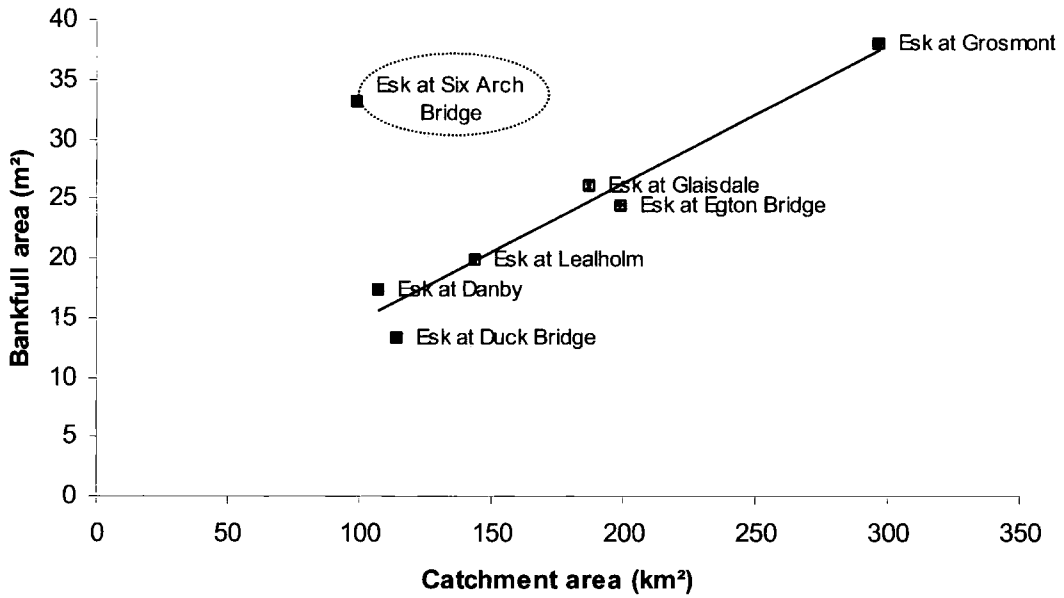 40
35
30
25
20
15
10
5
0
Bankfull area (m²)
Esk at Grosmont
Esk at Six Arch
Bridge
Esk at Glaisdale
Esk at Egton Bridge
Esk at Lealholm
Esk at Danby
Esk at Duck Bridge
0 50 100 150 200 250 300 350
Catchment area (km²)